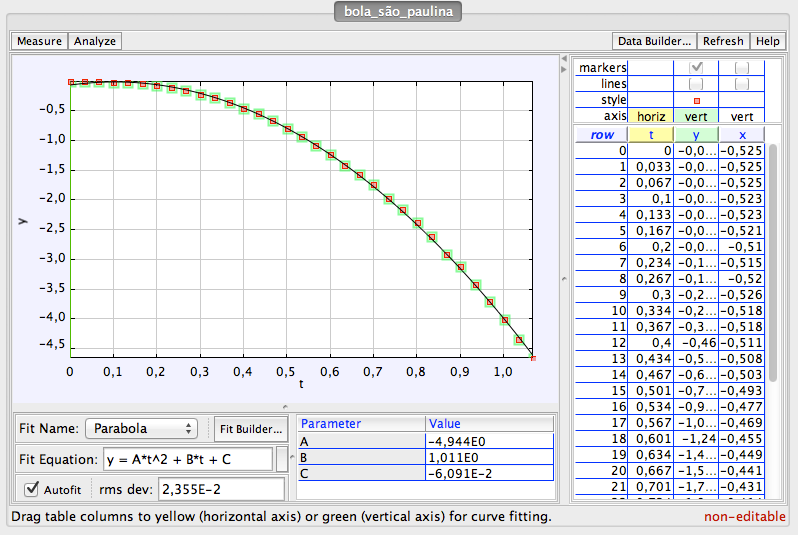 bola_são_paulina
Measure Analyze Data Builder... Refresh Help
markers
lines
style
axis horiz vert vert
row t y x
0 0 -0,0... -0,525
1 0,033 -0,0... -0,525
2 0,067 -0,0... -0,525
3 0,1 -0,0... -0,523
4 0,133 -0,0... -0,523
5 0,167 -0,0... -0,521
6 0,2 -0,0... -0,51
7 0,234 -0,1... -0,515
8 0,267 -0,1... -0,52
9 0,3 -0,2... -0,526
10 0,334 -0,2... -0,518
11 0,367 -0,3... -0,518
12 0,4 -0,46 -0,511
13 0,434 -0,5... -0,508
14 0,467 -0,6... -0,503
15 0,501 -0,7... -0,493
16 0,534 -0,9... -0,477
17 0,567 -1,0... -0,469
18 0,601 -1,24 -0,455
19 0,634 -1,4... -0,449
20 0,667 -1,5... -0,441
21 0,701 -1,7... -0,431
-0,5
-1,0
-1,5
-2,0
-2,5
-3,0
-3,5
-4,0
-4,5
y
0 0,1 0,2 0,3 0,4 0,5 0,6 0,7 0,8 0,9 1,0
t
Fit Name: Parabola Fit Builder...
Fit Equation: y = A*t^2 + B*t + C
Autofit rms dev: 2,355E-2
Parameter Value
A -4,944E0
B 1,011E0
C -6,091E-2
Drag table columns to yellow (horizontal axis) or green (vertical axis) for curve fitting. non-editable